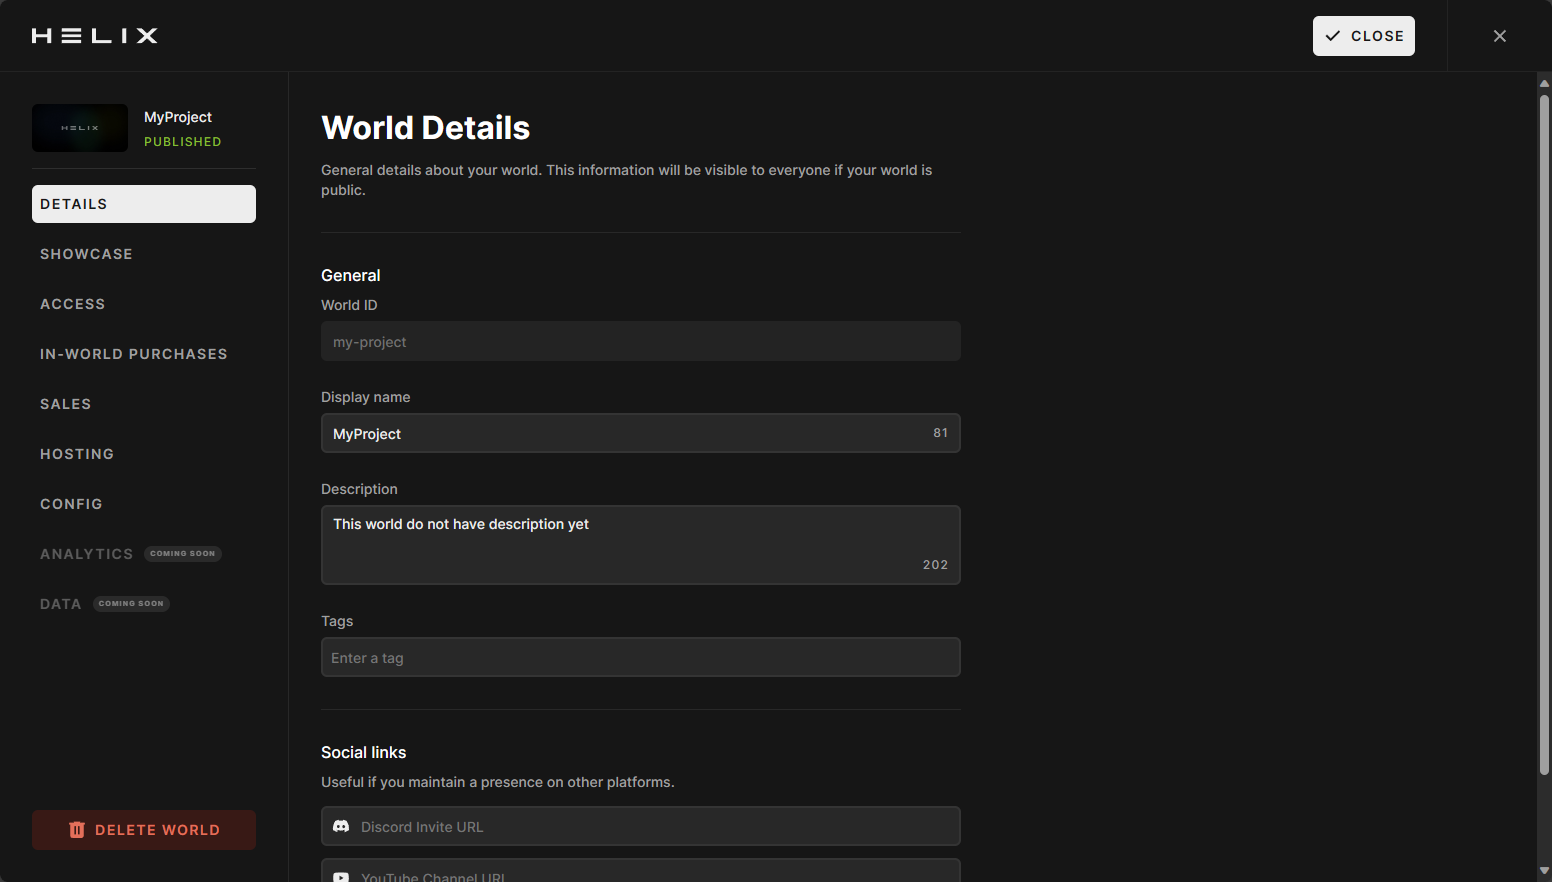 HELIX
CLOSE
HELIX
MyProject
PUBLISHED
DETAILS
SHOWCASE
ACCESS
IN-WORLD PURCHASES
SALES
HOSTING
CONFIG
ANALYTICS COMING SOON
DATA COMING SOON
DELETE WORLD
World Details
General details about your world. This information will be visible to everyone if your world is
public.
General
World ID
my-project
Display name
MyProject 81
Description
This world do not have description yet
202
Tags
Enter a tag
Social links
Useful if you maintain a presence on other platforms.
Discord Invite URL
YouTube Channel URL